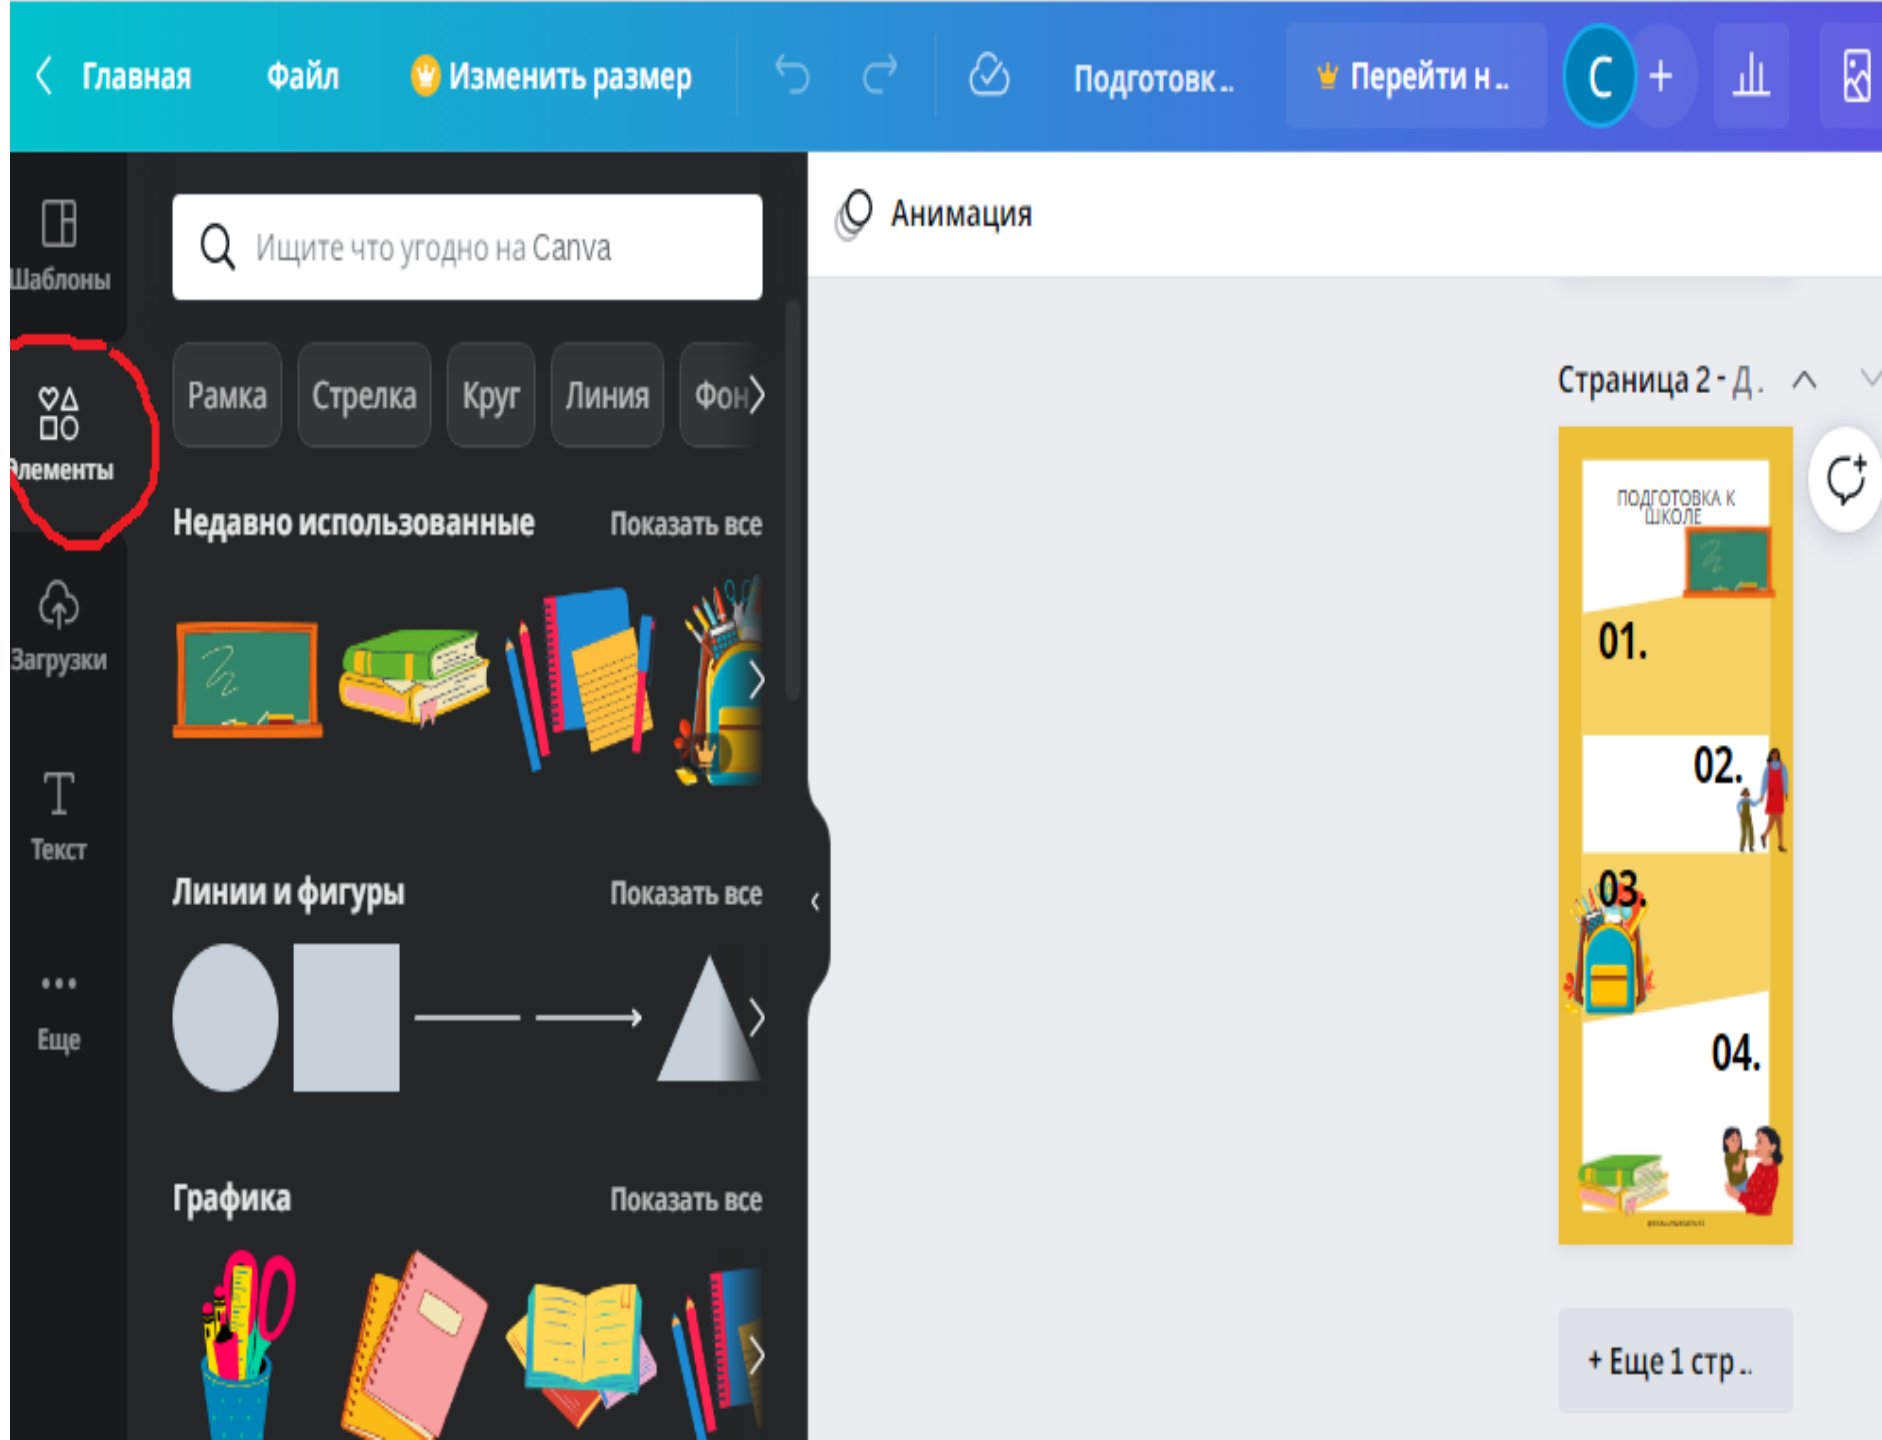 Главная Файл Изменить размер Подготовк... Перейти н... C +
Шаблоны
Элементы
Загрузки
Текст
Еще
Ищите что угодно на Canva
Рамка Стрелка Круг Линия Фон
Недавно использованные Показать все
Линии и фигуры Показать все
Графика Показать все
Анимация
Страница 2 - Д...
ПОДГОТОВКА К
ШКОЛЕ
01.
02.
03.
04.
+ Еще 1 стр...